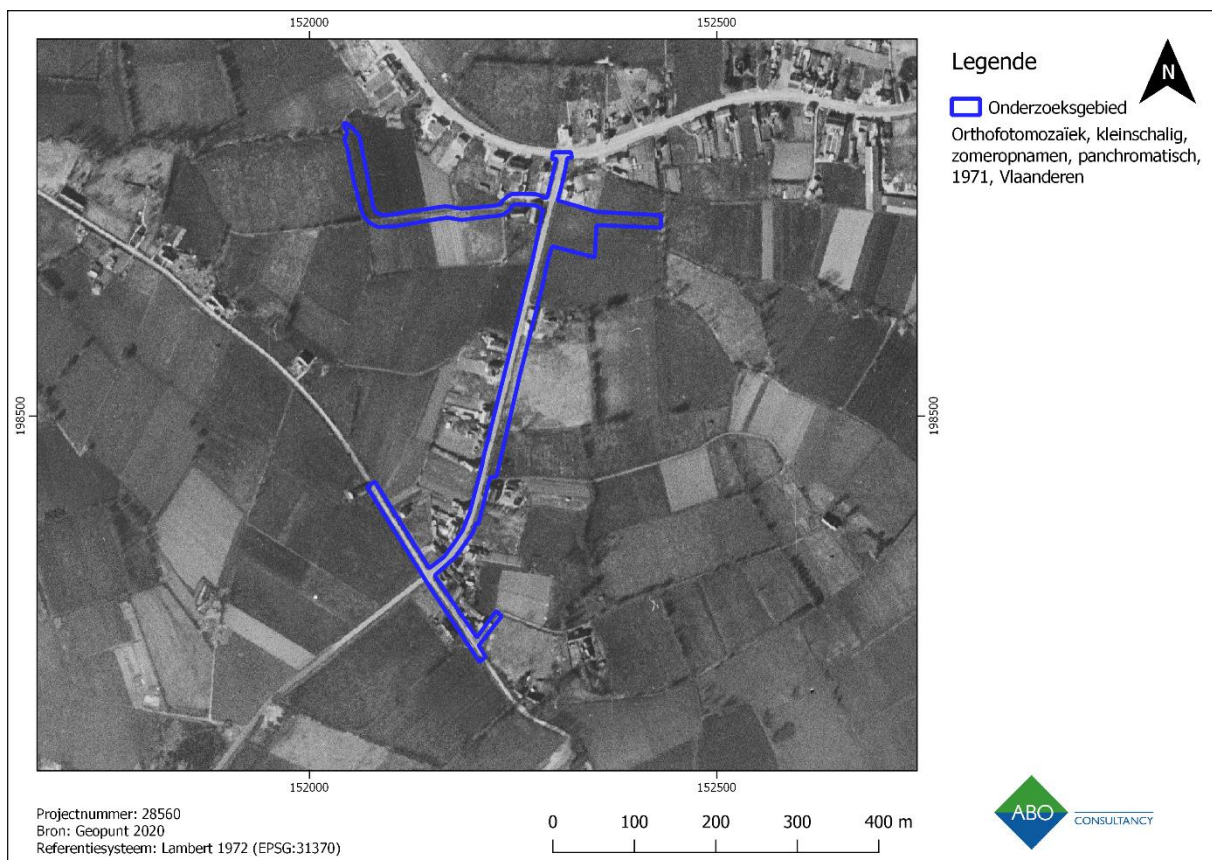 152000
152500
Legende
N
Onderzoeksgebied
Orthofotomozaïek, kleinschalig,
zomeropnamen, panchromatisch,
1971, Vlaanderen
198500
198500
152000
152500
Projectnummer: 28560
Bron: Geopunt 2020
Referentiesysteem: Lambert 1972 (EPSG:31370)
0 100 200 300 400 m
ABO
CONSULTANCY